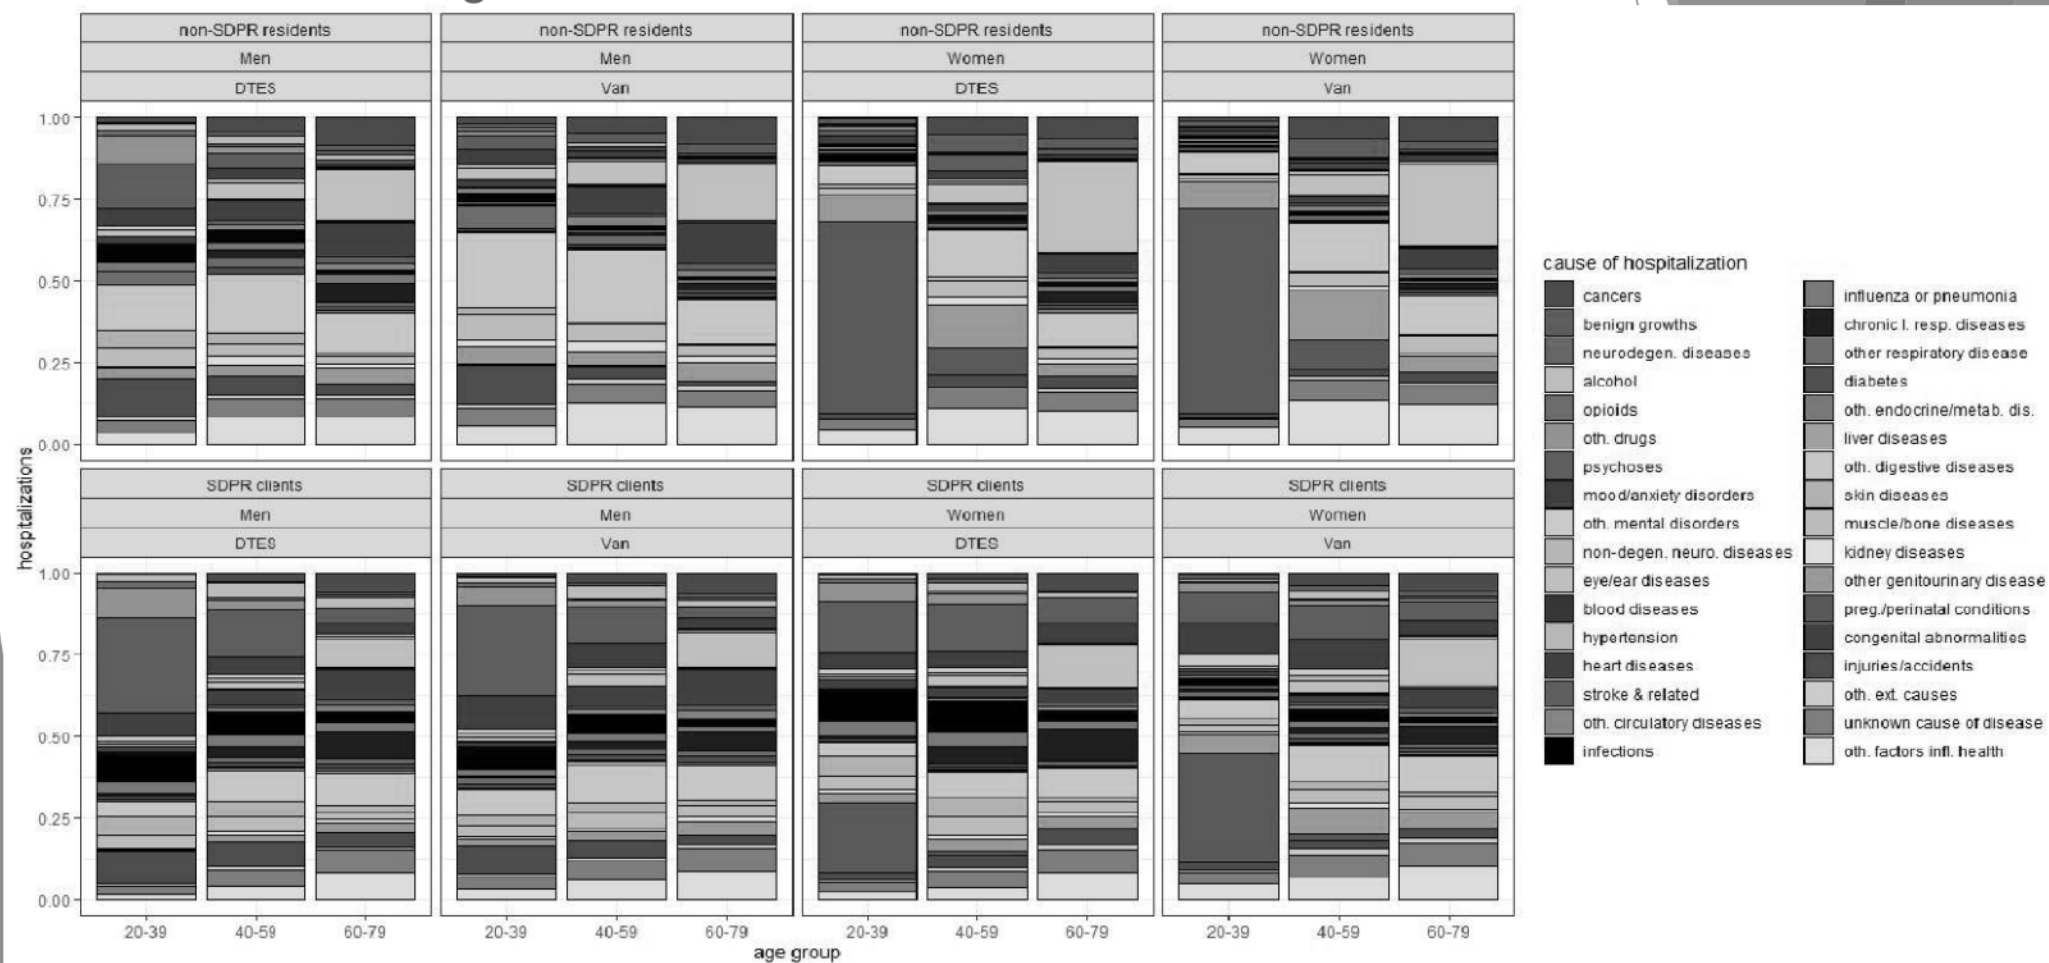 non-SDPR residents non-SDPR residents non-SDPR residents non-SDPR residents
Men Men Women Women
DTES Van DTES Van
1.00
0.75
0.50
0.25
0.00
SDPR clients SDPR clients SDPR clients SDPR clients
Men Men Women Women
DTES Van DTES Van
1.00
0.75
0.50
0.25
0.00
20-39 40-59 60-79 20-39 40-59 60-79 20-39 40-59 60-79 20-39 40-59 60-79
age group
hospitalizations
cause of hospitalization
cancers
benign growths
neurodegen. diseases
alcohol
opioids
oth. drugs
psychoses
mood/anxiety disorders
oth. mental disorders
non-degen. neuro. diseases
eye/ear diseases
blood diseases
hypertension
heart diseases
stroke & related
oth. circulatory diseases
infections
influenza or pneumonia
chronic l. resp. diseases
other respiratory disease
diabetes
oth. endocrine/metab. dis.
liver diseases
oth. digestive diseases
skin diseases
muscle/bone diseases
kidney diseases
other genitourinary disease
preg./perinatal conditions
congenital abnormalities
injuries/accidents
oth. ext. causes
unknown cause of disease
oth. factors infl. health